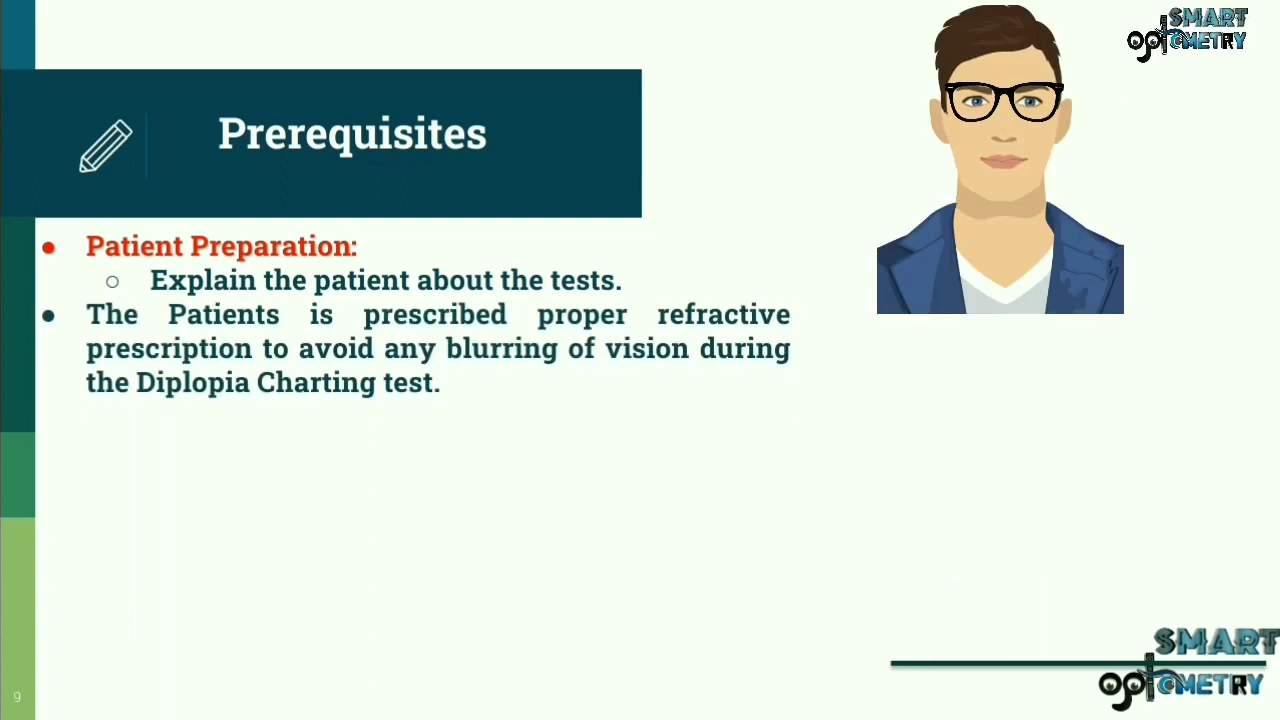 SMART
optOMETRY
Prerequisites
● Patient Preparation:
○ Explain the patient about the tests.
● The Patients is prescribed proper refractive
prescription to avoid any blurring of vision during
the Diplopia Charting test.
SMART
optOMETRY
9